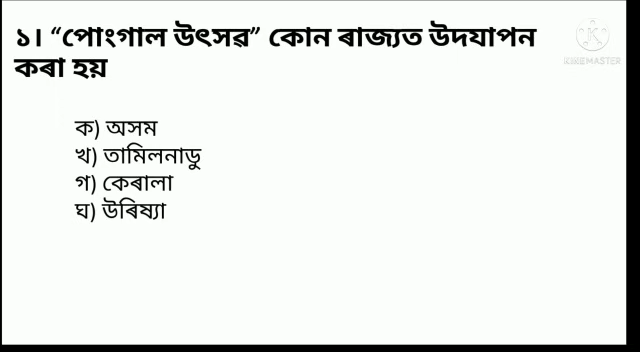 ১। “পোংগাল উৎসৱ” কোন ৰাজ্যত উদযাপন
কৰা হয়
ক) অসম
খ) তামিলনাডু
গ) কেৰালা
ঘ) উৰিষ্যা
KINEMASTER